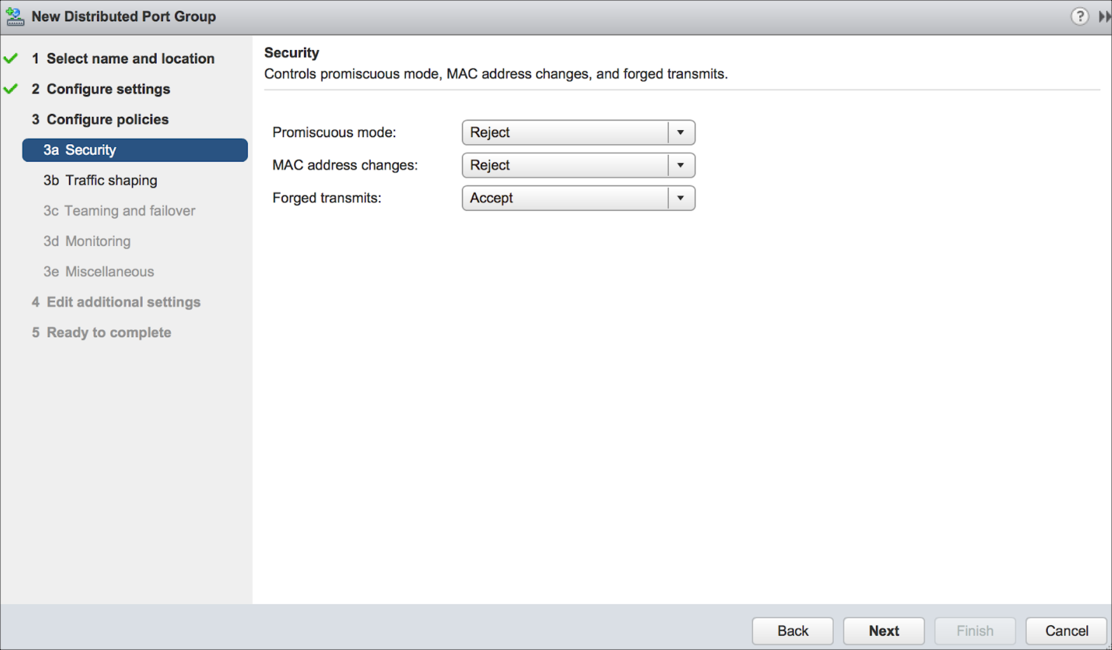 New Distributed Port Group
?
1 Select name and location
2 Configure settings
3 Configure policies
3a Security
3b Traffic shaping
3c Teaming and failover
3d Monitoring
3e Miscellaneous
4 Edit additional settings
5 Ready to complete
Security
Controls promiscuous mode, MAC address changes, and forged transmits.
Promiscuous mode: Reject
MAC address changes: Reject
Forged transmits: Accept
Back Next Finish Cancel